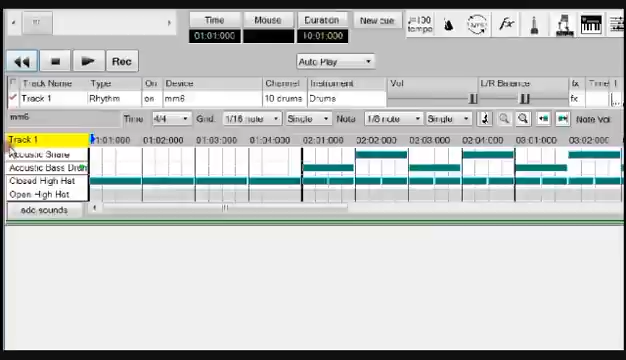 Time Mouse Duration New cue =100 tempo fx
01:01:000 10:01:000
Rec Auto Play
Track Name Type On Device Channel Instrument Vol L/R Balance fx Time
Track 1 Rhythm on mm6 10 drums Drums fx ...
mm6 Time 4/4 Grid 1/16 note Single Note 1/8 note Single Note Vol
Track 1 01:01:000 01:02:000 01:03:000 01:04:000 02:01:000 02:02:000 02:03:000 02:04:000 03:01:000 03:02:000
Acoustic Snare
Acoustic Bass Drum
Closed High Hat
Open High Hat
add sounds